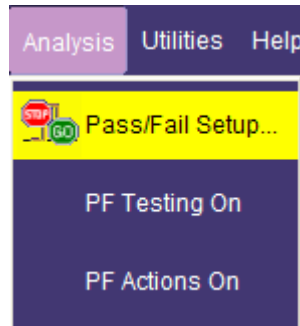 Analysis Utilities Help
STOP
GO
Pass/Fail Setup...
PF Testing On
PF Actions On